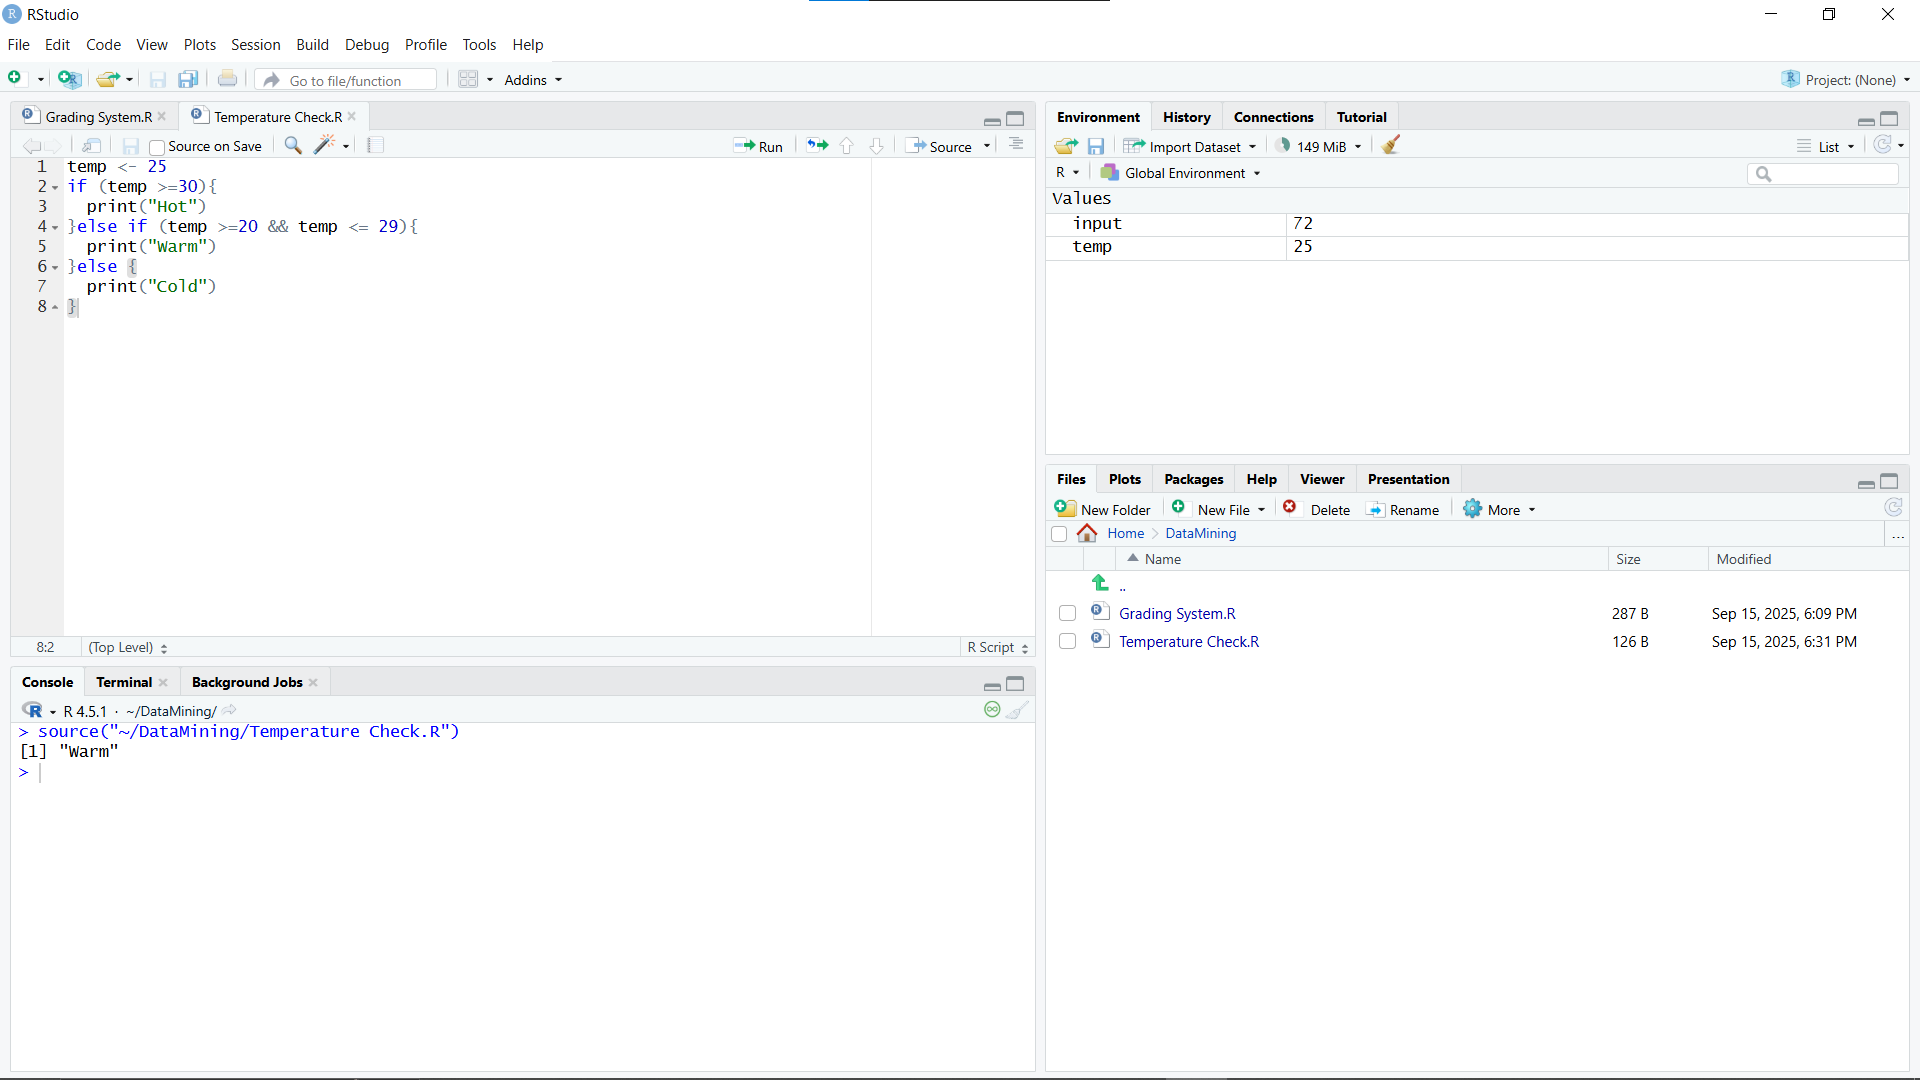 RStudio
File Edit Code View Plots Session Build Debug Profile Tools Help
Go to file/function Addins Project: (None)
Grading System.R Temperature Check.R
Source on Save Run Source
1 temp <- 25
2 if (temp >=30){
3   print("Hot")
4 }else if (temp >=20 && temp <= 29){
5   print("Warm")
6 }else {
7   print("Cold")
8 }
8:2 (Top Level) R Script
Console Terminal Background Jobs
R 4.5.1 · ~/DataMining/
> source("~/DataMining/Temperature Check.R")
[1] "Warm"
>
Environment History Connections Tutorial
Import Dataset 149 MiB List
R Global Environment
Values
input 72
temp 25
Files Plots Packages Help Viewer Presentation
New Folder New File Delete Rename More
Home DataMining ...
Name Size Modified
..
Grading System.R 287 B Sep 15, 2025, 6:09 PM
Temperature Check.R 126 B Sep 15, 2025, 6:31 PM